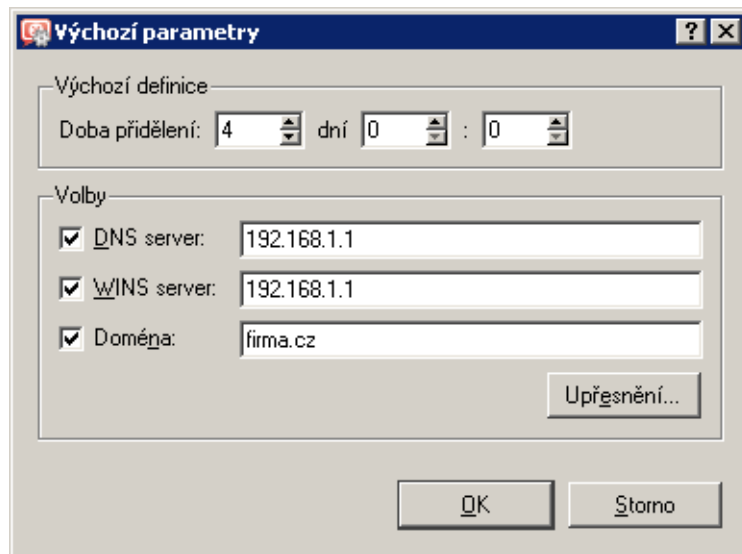 Výchozí parametry
Výchozí definice
Doba přidělení: 4 dní 0 : 0
Volby
DNS server: 192.168.1.1
WINS server: 192.168.1.1
Doména: firma.cz
Upřesnění...
OK Storno